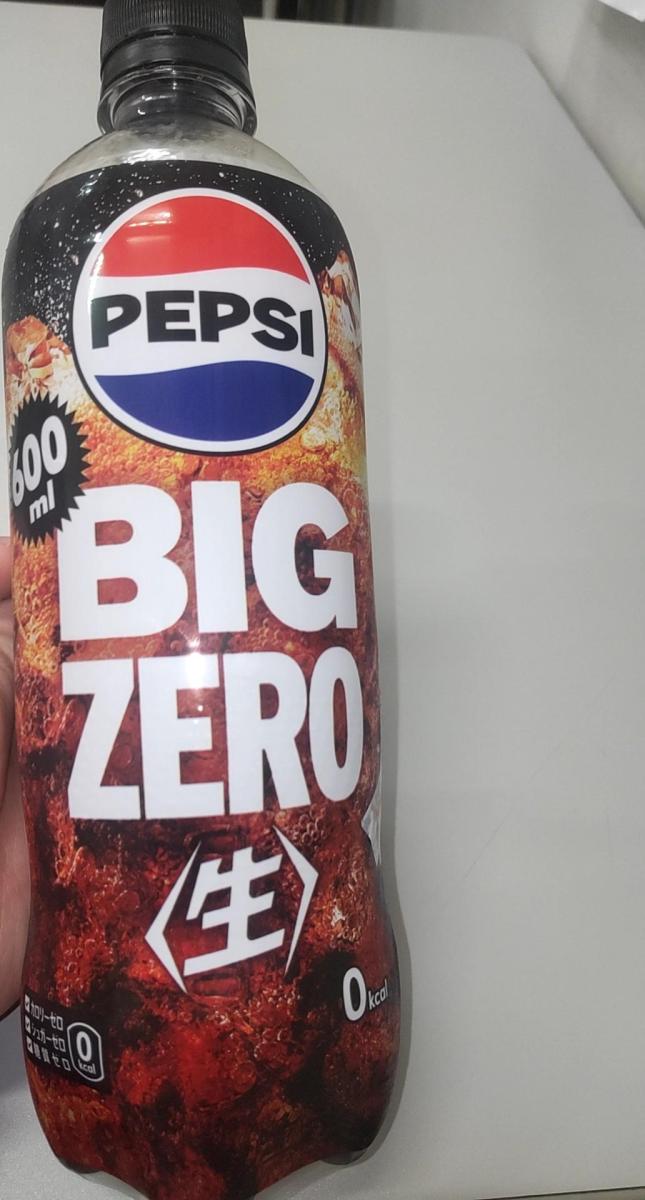 PEPSI
600
ml
BIG
ZERO
〈生〉
0kcal
カロリーゼロ
シュガーゼロ
糖質ゼロ
0
kcal